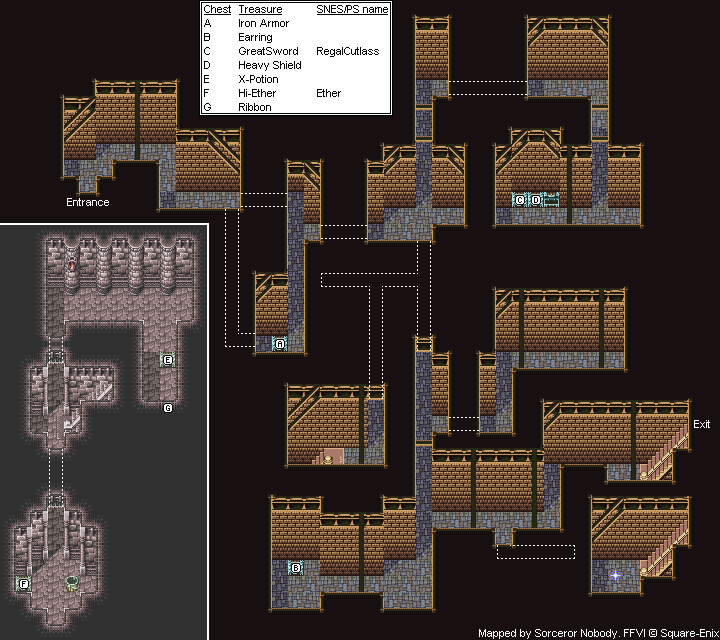 Chest Treasure SNES/PS name
A Iron Armor
B Earring
C GreatSword RegalCutlass
D Heavy Shield
E X-Potion
F Hi-Ether Ether
G Ribbon
Entrance
C D
A
E
G
Exit
B
F
Mapped by Sorceror Nobody. FFVI © Square-Enix